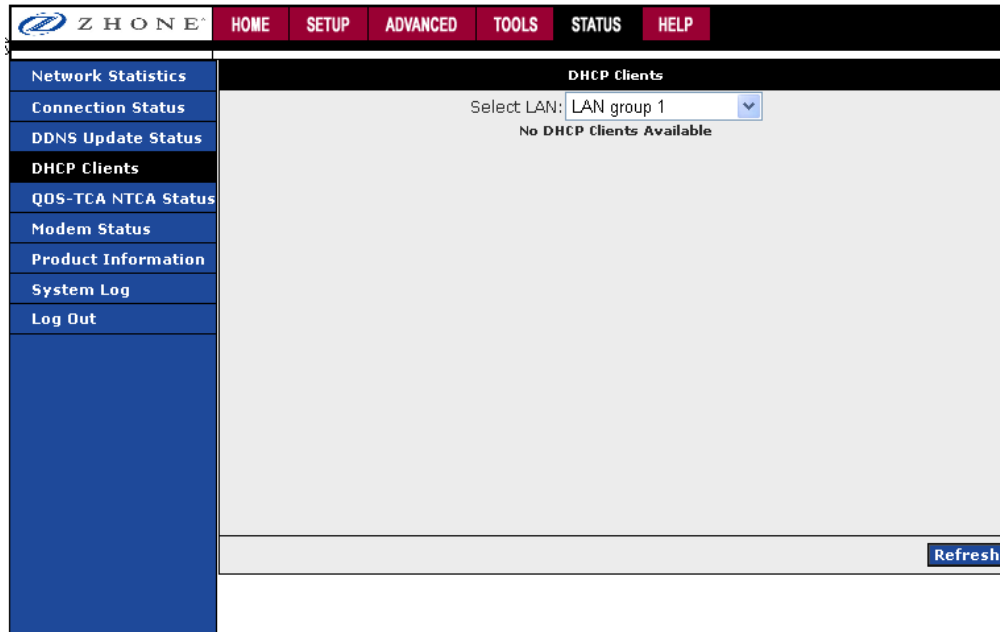 ZHONE
HOME SETUP ADVANCED TOOLS STATUS HELP
Network Statistics
Connection Status
DDNS Update Status
DHCP Clients
QOS-TCA NTCA Status
Modem Status
Product Information
System Log
Log Out
DHCP Clients
Select LAN: LAN group 1
No DHCP Clients Available
Refresh